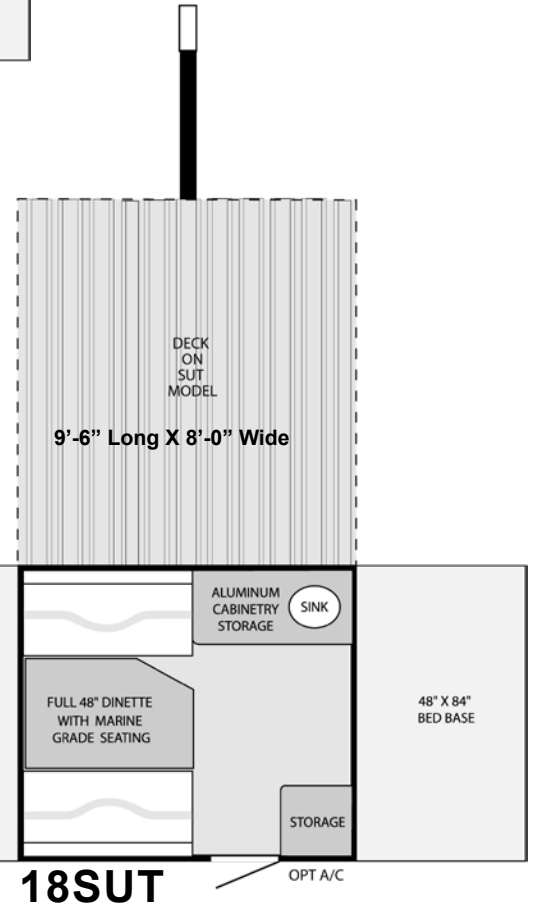 DECK
ON
SUT
MODEL
9’-6” Long X 8’-0” Wide
ALUMINUM
CABINETRY
STORAGE
SINK
FULL 48" DINETTE
WITH MARINE
GRADE SEATING
48" X 84"
BED BASE
STORAGE
OPT A/C
18SUT